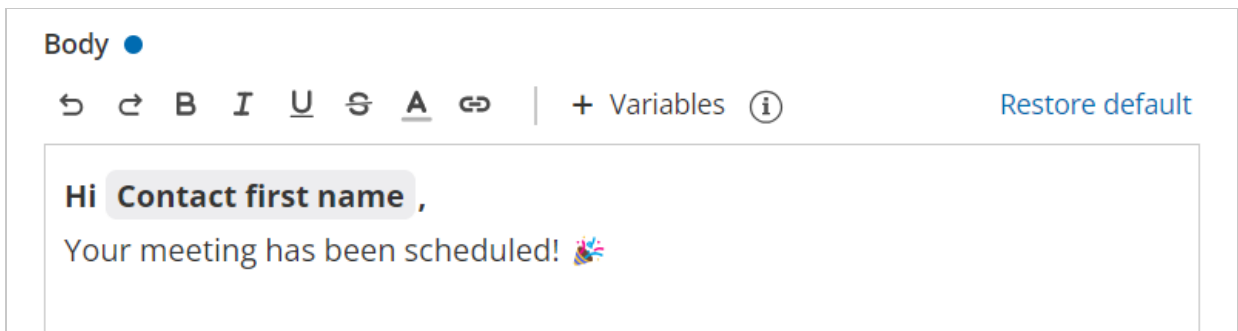 Body
B I U S A + Variables i Restore default
Hi Contact first name ,
Your meeting has been scheduled! 🎉